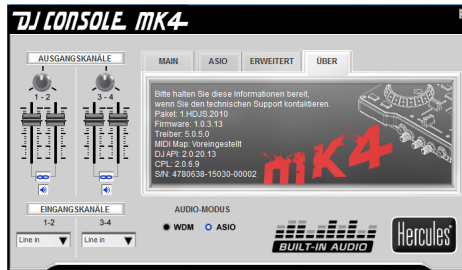 DJ CONSOLE MK4
AUSGANGSKANÄLE
1 - 2
3 - 4
MAIN
ASIO
ERWEITERT
ÜBER
Bitte halten Sie diese Informationen bereit,
wenn Sie den technischen Support kontaktieren.
Paket: 1.HDJS.2010
Firmware: 1.0.3.13
Treiber: 5.0.5.0
MIDI Map: Voreingestellt
DJ API: 2.0.20.13
CPL: 2.0.6.9
S/N: 4780638-15030-00002
mK4
EINGANGSKANÄLE
1-2
3-4
Line in
Line in
AUDIO-MODUS
WDM
ASIO
BUILT-IN AUDIO
Hercules